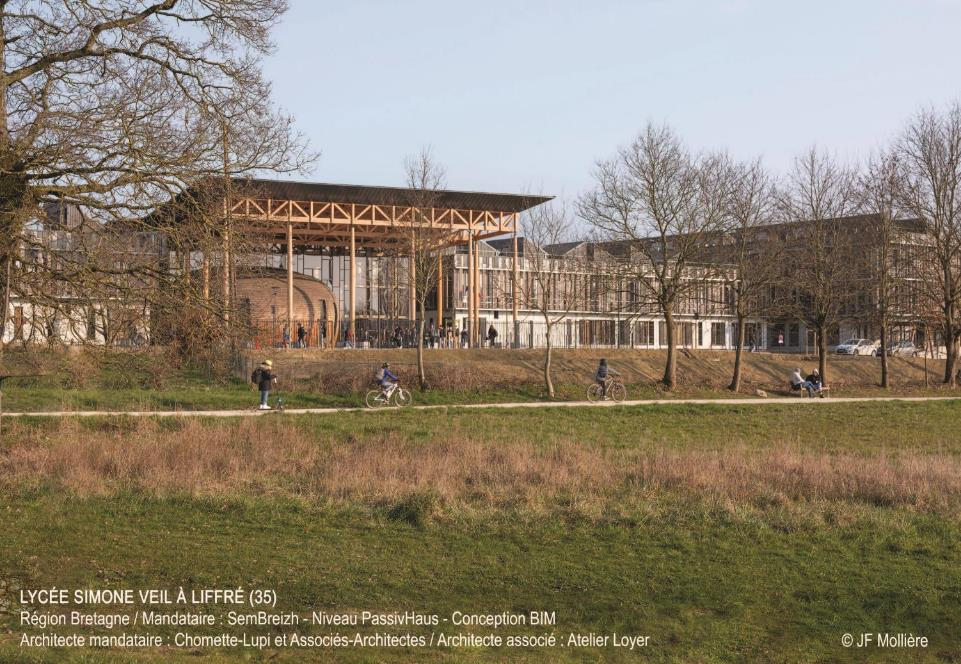 LYCÉE SIMONE VEIL À LIFFRÉ (35)
Région Bretagne / Mandataire : SemBreizh - Niveau PassivHaus - Conception BIM
Architecte mandataire : Chomette-Lupi et Associés-Architectes / Architecte associé : Atelier Loyer
© JF Mollière